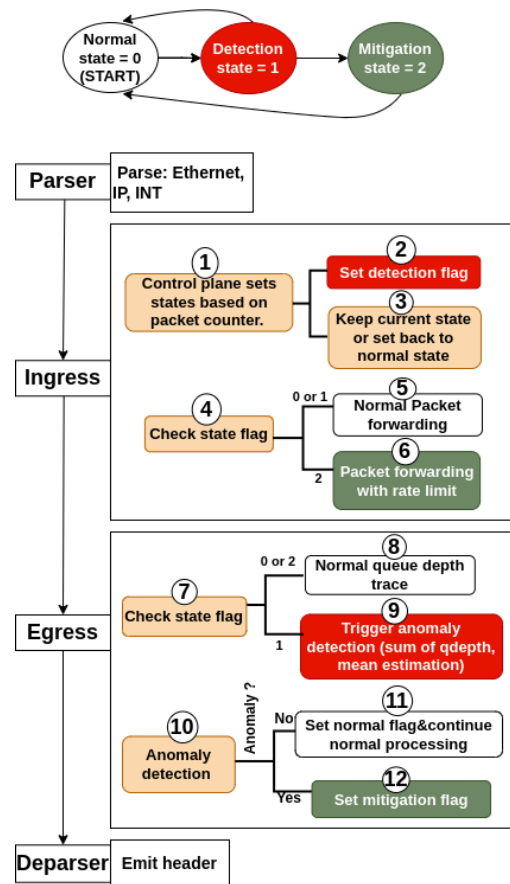 Normal
state = 0
(START)
Detection
state = 1
Mitigation
state = 2
Parser
Parse: Ethernet,
IP, INT
Ingress
1
Control plane sets
states based on
packet counter.
2
Set detection flag
3
Keep current state
or set back to
normal state
4
Check state flag
0 or 1
5
Normal Packet
forwarding
2
6
Packet forwarding
with rate limit
Egress
7
Check state flag
0 or 2
8
Normal queue depth
trace
1
9
Trigger anomaly
detection (sum of qdepth,
mean estimation)
10
Anomaly
detection
Anomaly ?
No
11
Set normal flag&continue
normal processing
Yes
12
Set mitigation flag
Deparser
Emit header